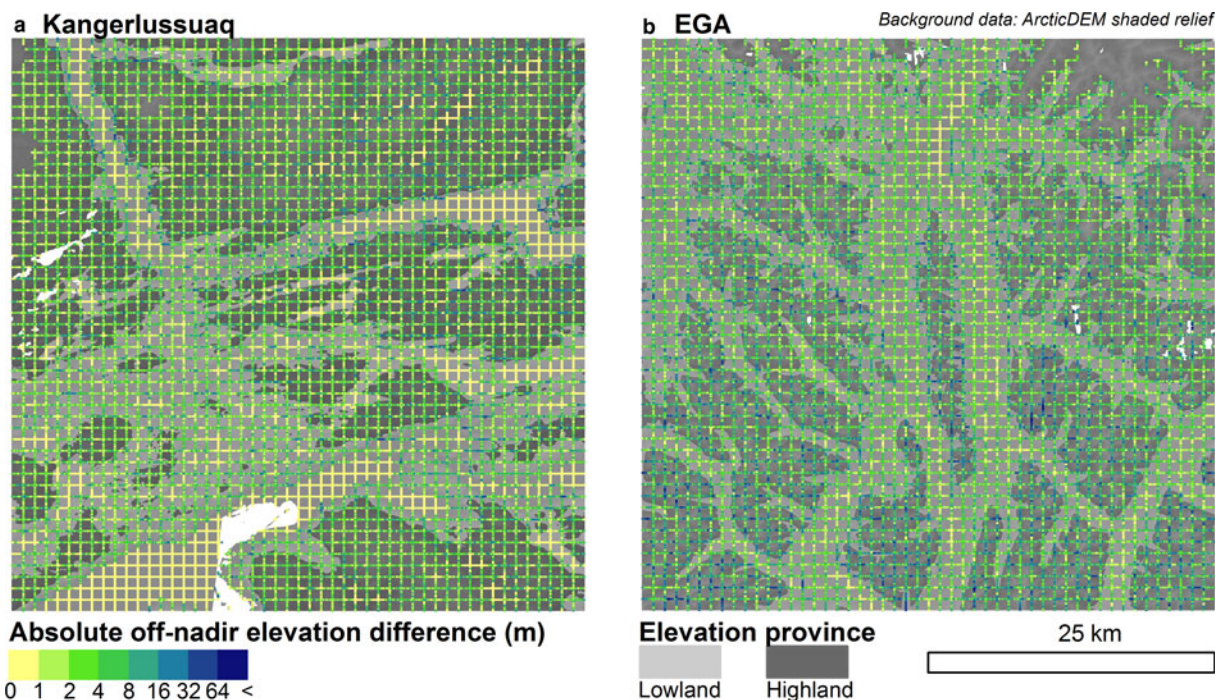 a Kangerlussuaq
b EGA
Background data: ArcticDEM shaded relief
Absolute off-nadir elevation difference (m)
0 1 2 4 8 16 32 64 <
Elevation province
Lowland Highland
25 km